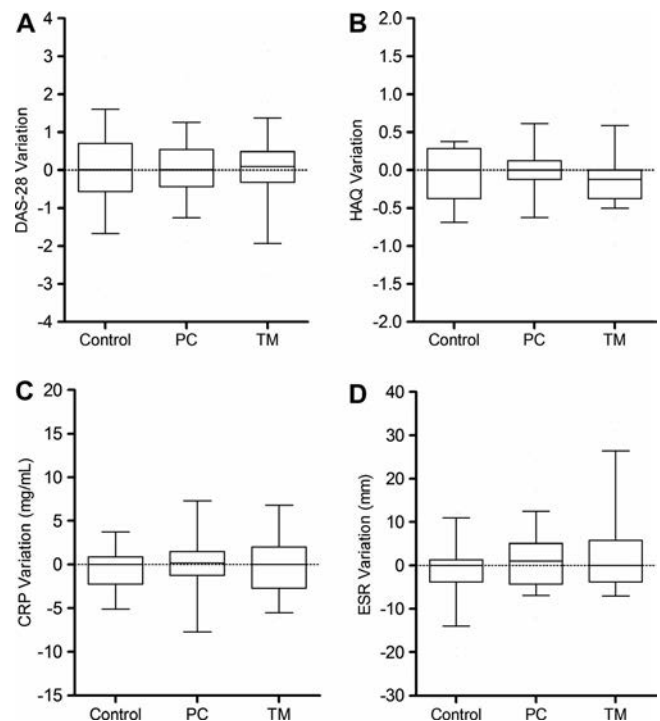 A
DAS-28 Variation
4
3
2
1
0
-1
-2
-3
-4
Control PC TM
B
HAQ Variation
2.0
1.5
1.0
0.5
0.0
-0.5
-1.0
-1.5
-2.0
Control PC TM
C
CRP Variation (mg/mL)
20
15
10
5
0
-5
-10
-15
Control PC TM
D
ESR Variation (mm)
40
30
20
10
0
-10
-20
-30
Control PC TM